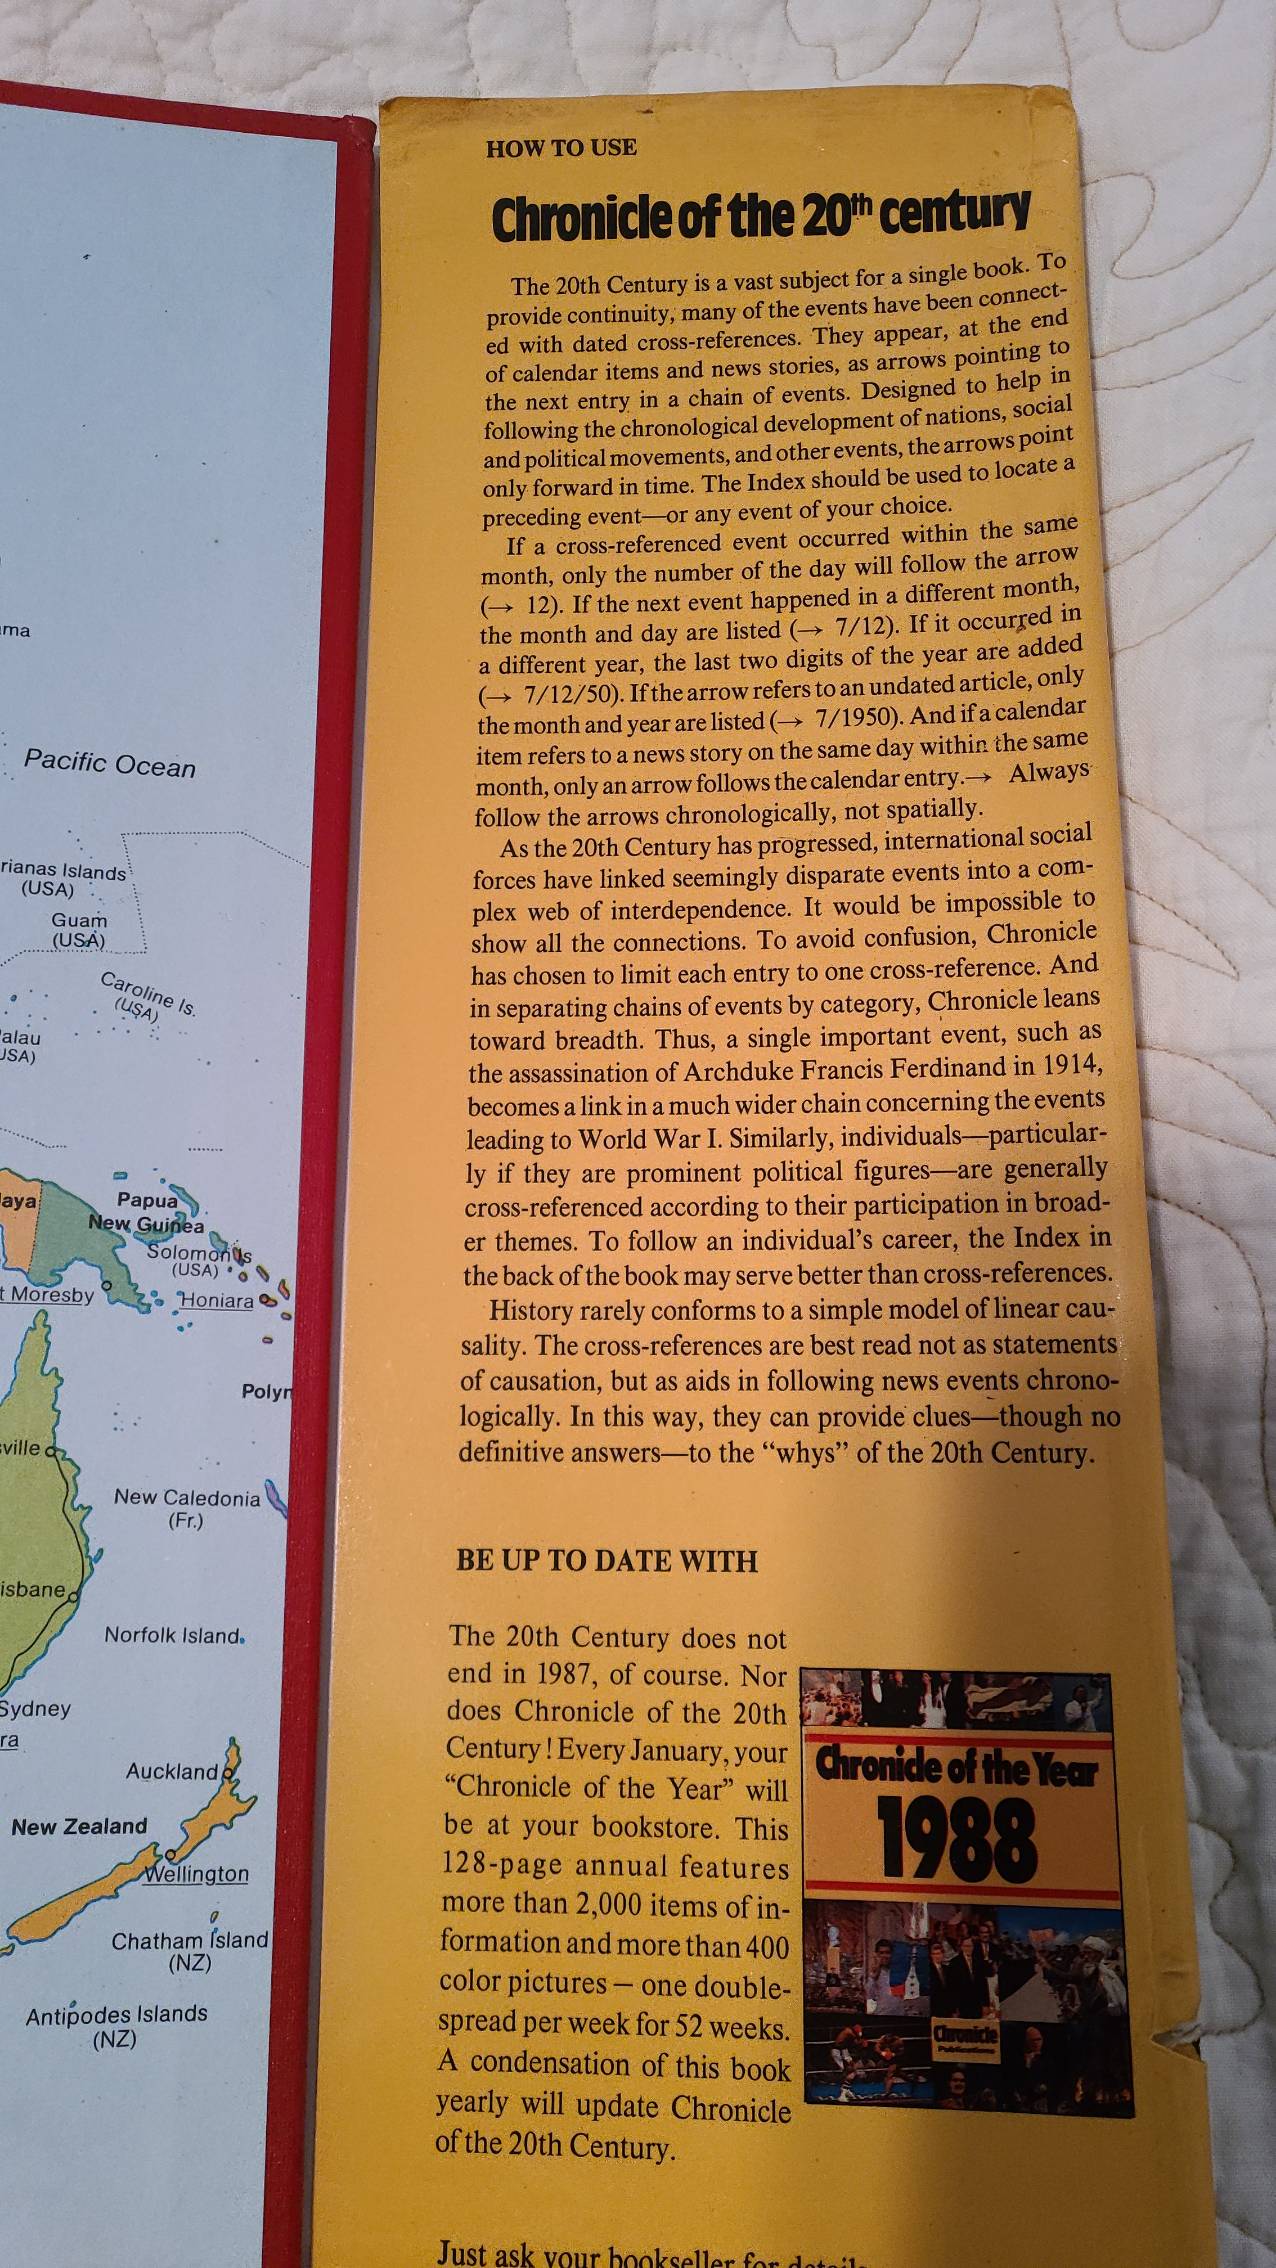 HOW TO USE
Chronicle of the 20th century
The 20th Century is a vast subject for a single book. To
provide continuity, many of the events have been connect-
ed with dated cross-references. They appear, at the end
of calendar items and news stories, as arrows pointing to
the next entry in a chain of events. Designed to help in
following the chronological development of nations, social
and political movements, and other events, the arrows point
only forward in time. The Index should be used to locate a
preceding event—or any event of your choice.
If a cross-referenced event occurred within the same
month, only the number of the day will follow the arrow
(→ 12). If the next event happened in a different month,
the month and day are listed (→ 7/12). If it occurred in
a different year, the last two digits of the year are added
(→ 7/12/50). If the arrow refers to an undated article, only
the month and year are listed (→ 7/1950). And if a calendar
item refers to a news story on the same day within the same
month, only an arrow follows the calendar entry.→ Always
follow the arrows chronologically, not spatially.
As the 20th Century has progressed, international social
forces have linked seemingly disparate events into a com-
plex web of interdependence. It would be impossible to
show all the connections. To avoid confusion, Chronicle
has chosen to limit each entry to one cross-reference. And
in separating chains of events by category, Chronicle leans
toward breadth. Thus, a single important event, such as
the assassination of Archduke Francis Ferdinand in 1914,
becomes a link in a much wider chain concerning the events
leading to World War I. Similarly, individuals—particular-
ly if they are prominent political figures—are generally
cross-referenced according to their participation in broad-
er themes. To follow an individual's career, the Index in
the back of the book may serve better than cross-references.
History rarely conforms to a simple model of linear cau-
sality. The cross-references are best read not as statements
of causation, but as aids in following news events chrono-
logically. In this way, they can provide clues—though no
definitive answers—to the “whys” of the 20th Century.
BE UP TO DATE WITH
The 20th Century does not
end in 1987, of course. Nor
does Chronicle of the 20th
Century! Every January, your
“Chronicle of the Year” will
be at your bookstore. This
128-page annual features
more than 2,000 items of in-
formation and more than 400
color pictures — one double-
spread per week for 52 weeks.
A condensation of this book
yearly will update Chronicle
of the 20th Century.
Just ask your bookseller for
Chronicle of the Year
1988
Chronicle
Publications
ma
Pacific Ocean
rianas Islands
(USA)
Guam
(USA)
Caroline Is.
(USA)
alau
USA)
aya
Papua
New Guinea
Solomon Is
(USA)
t Moresby
Honiara
Polyn
ville
New Caledonia
(Fr.)
isbane
Norfolk Island
Sydney
ra
Auckland
New Zealand
Wellington
Chatham Island
(NZ)
Antipodes Islands
(NZ)